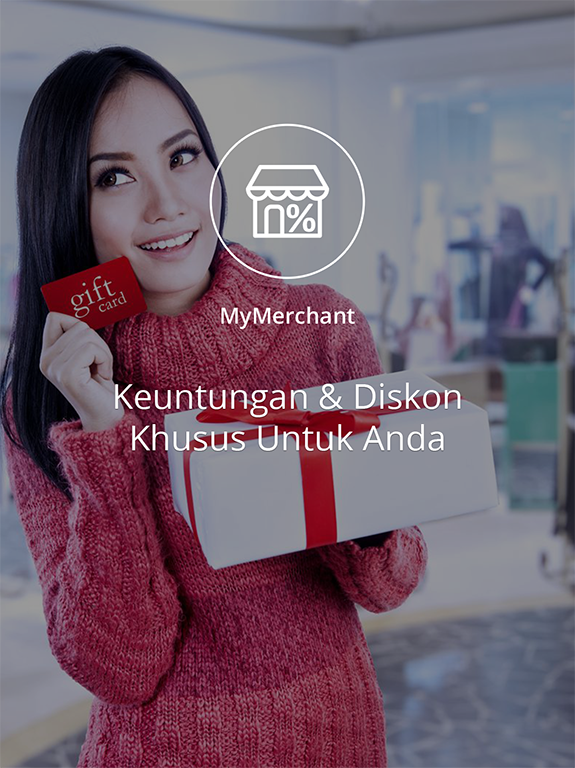 gift
card
%
MyMerchant
Keuntungan & Diskon
Khusus Untuk Anda